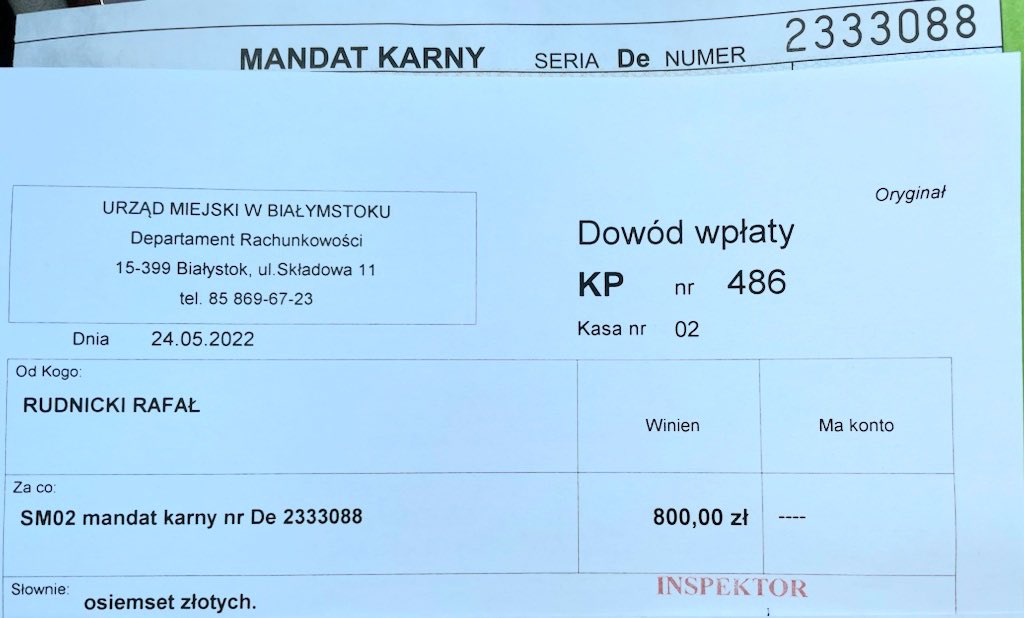 MANDAT KARNY SERIA De NUMER 2333088
Oryginał
URZĄD MIEJSKI W BIAŁYMSTOKU
Departament Rachunkowości
15-399 Białystok, ul.Składowa 11
tel. 85 869-67-23
Dowód wpłaty
KP nr 486
Kasa nr 02
Dnia 24.05.2022
Od Kogo:
RUDNICKI RAFAŁ
Winien
Ma konto
Za co:
SM02 mandat karny nr De 2333088
800,00 zł
----
Słownie:
osiemset złotych.
INSPEKTOR